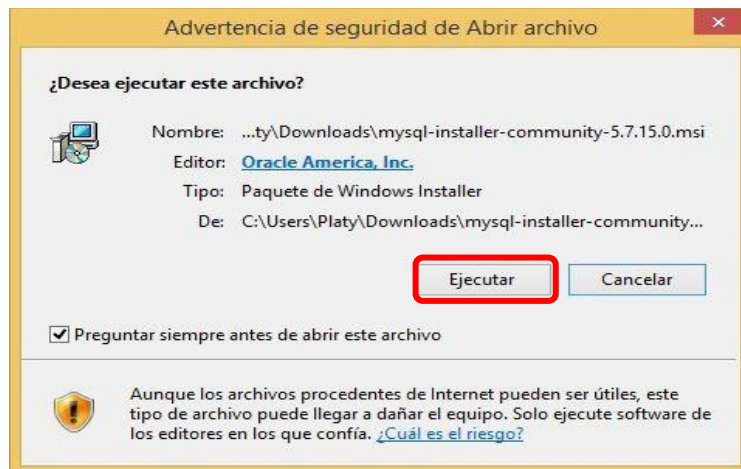 Advertencia de seguridad de Abrir archivo
¿Desea ejecutar este archivo?
Nombre: ...ty\Downloads\mysql-installer-community-5.7.15.0.msi
Editor: Oracle America, Inc.
Tipo: Paquete de Windows Installer
De: C:\Users\Platy\Downloads\mysql-installer-community...
Ejecutar Cancelar
Preguntar siempre antes de abrir este archivo
Aunque los archivos procedentes de Internet pueden ser útiles, este
tipo de archivo puede llegar a dañar el equipo. Solo ejecute software de
los editores en los que confía. ¿Cuál es el riesgo?